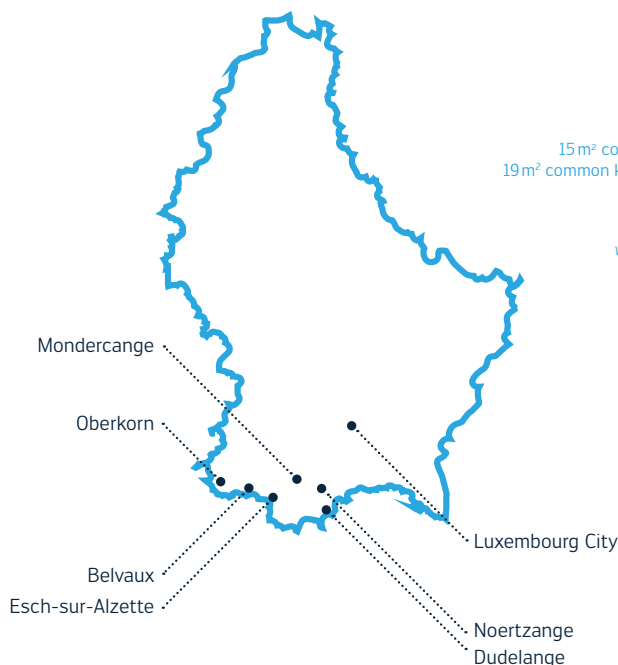 15 m² co
19 m² common
Mondercange
Oberkorn
Luxembourg City
Belvaux
Esch-sur-Alzette
Noertzange
Dudelange